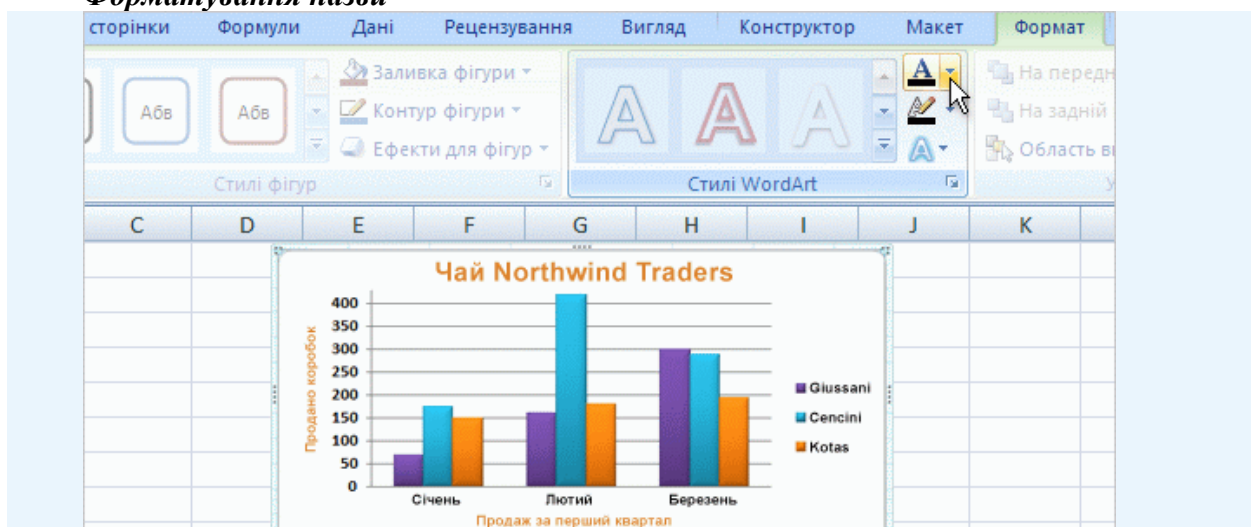 Форматування назви
сторінки Формули Дані Рецензування Вигляд Конструктор Макет Формат
Абв Абв Заливка фігури На передн
Контур фігури На задній
Ефекти для фігур Область ви
Стилі фігур Стилі WordArt
C D E F G H I J K
Чай Northwind Traders
400
350
300
250
200
150
100
50
0
Продано коробок
Giussani
Cencini
Kotas
Січень Лютий Березень
Продаж за перший квартал